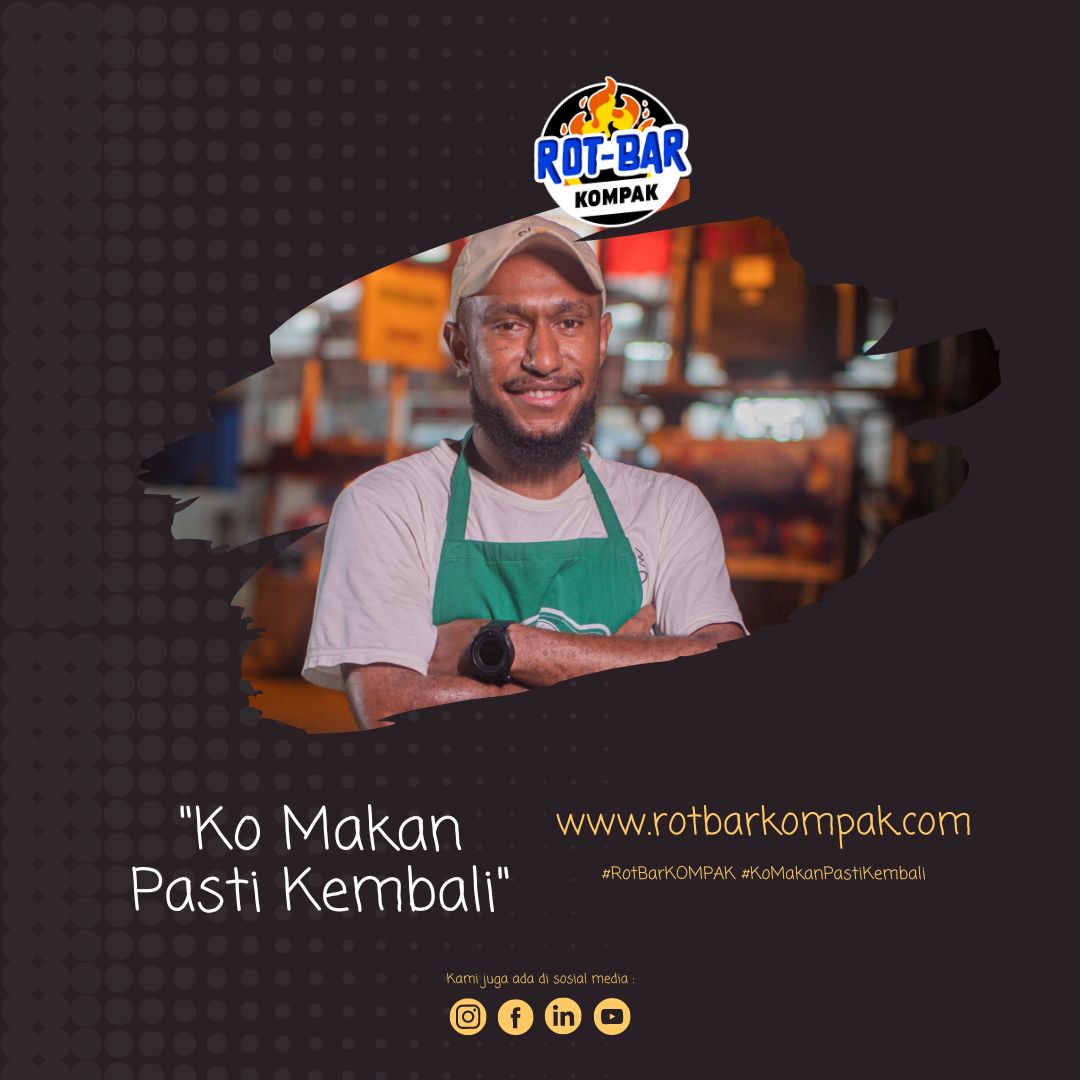 ROT-BAR
KOMPAK
"Ko Makan
Pasti Kembali"
www.rotbarkompak.com
#RotBarKOMPAK #KoMakanPastiKembali
Kami juga ada di sosial media :